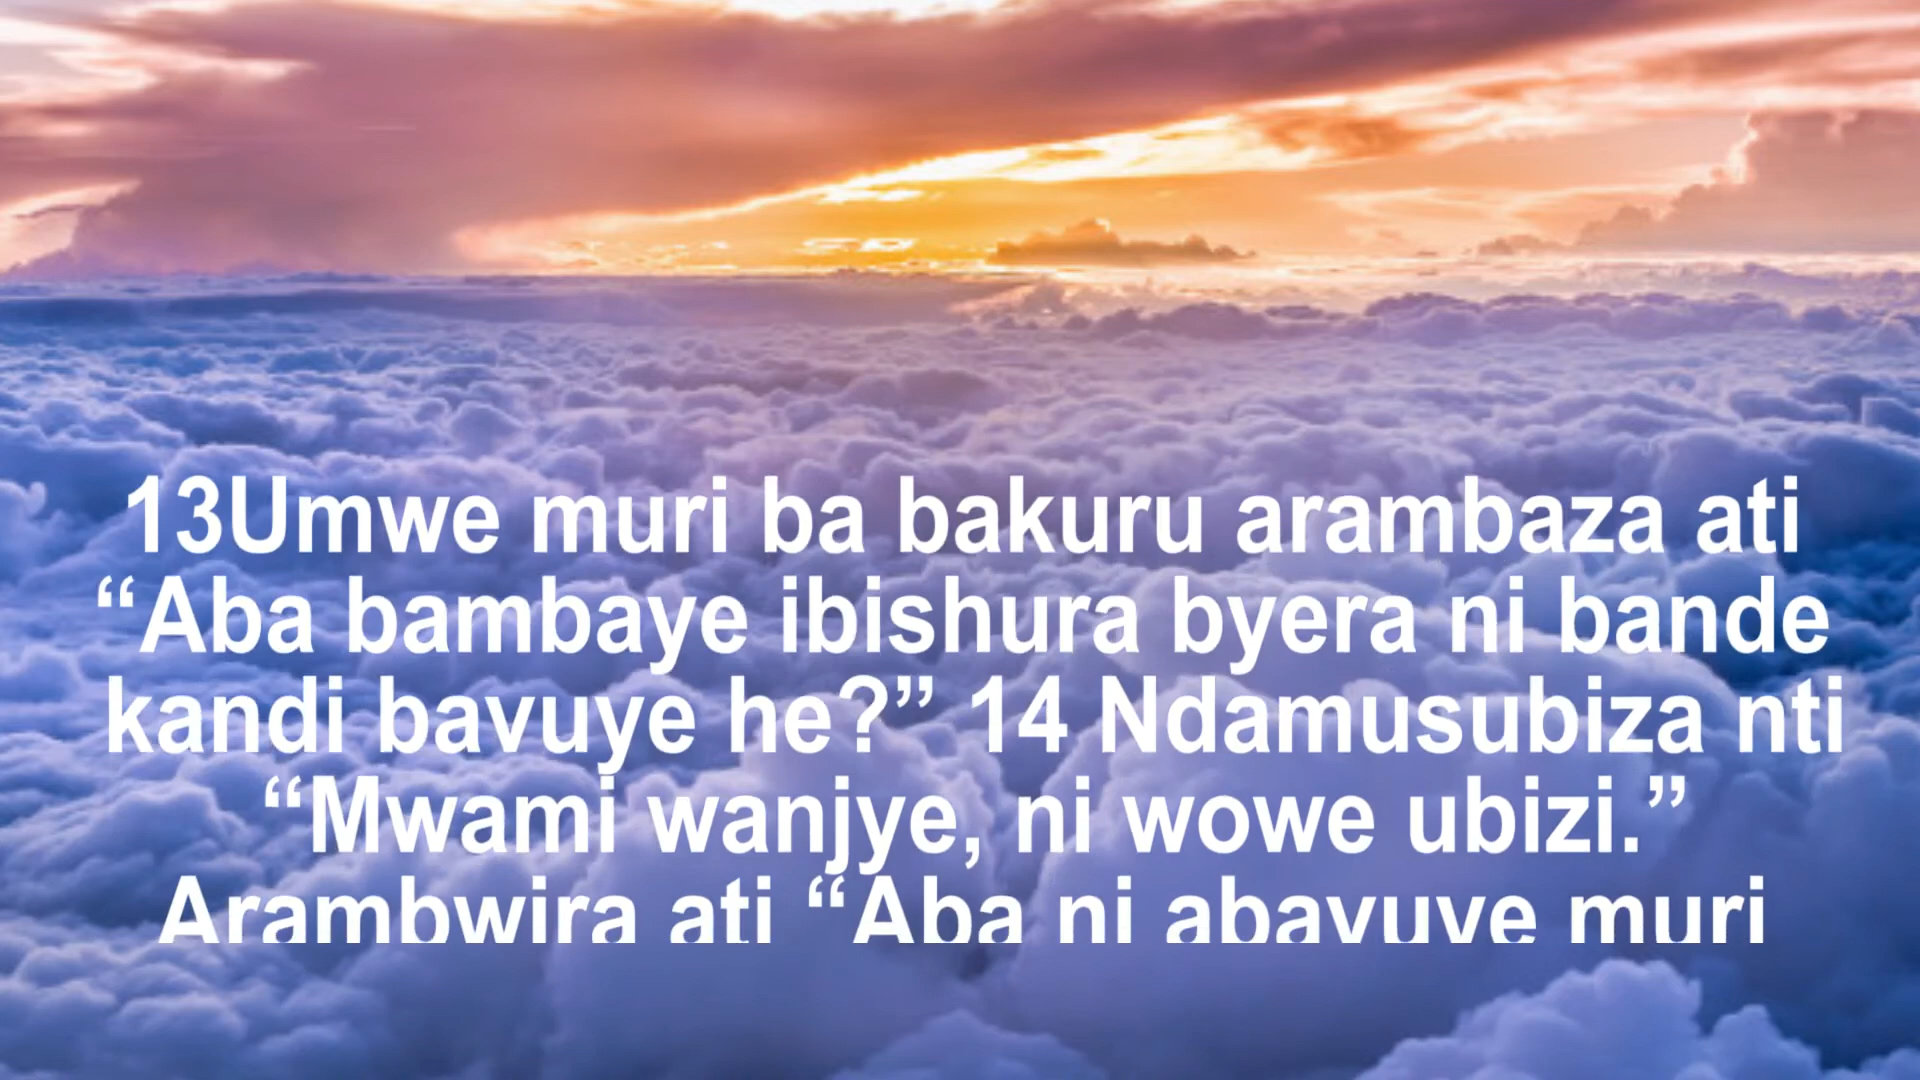 13Umwe muri ba bakuru arambaza ati
“Aba bambaye ibishura byera ni bande
kandi bavuye he?” 14 Ndamusubiza nti
“Mwami wanjye, ni wowe ubizi.”
Arambwira ati “Aba ni abavuye muri